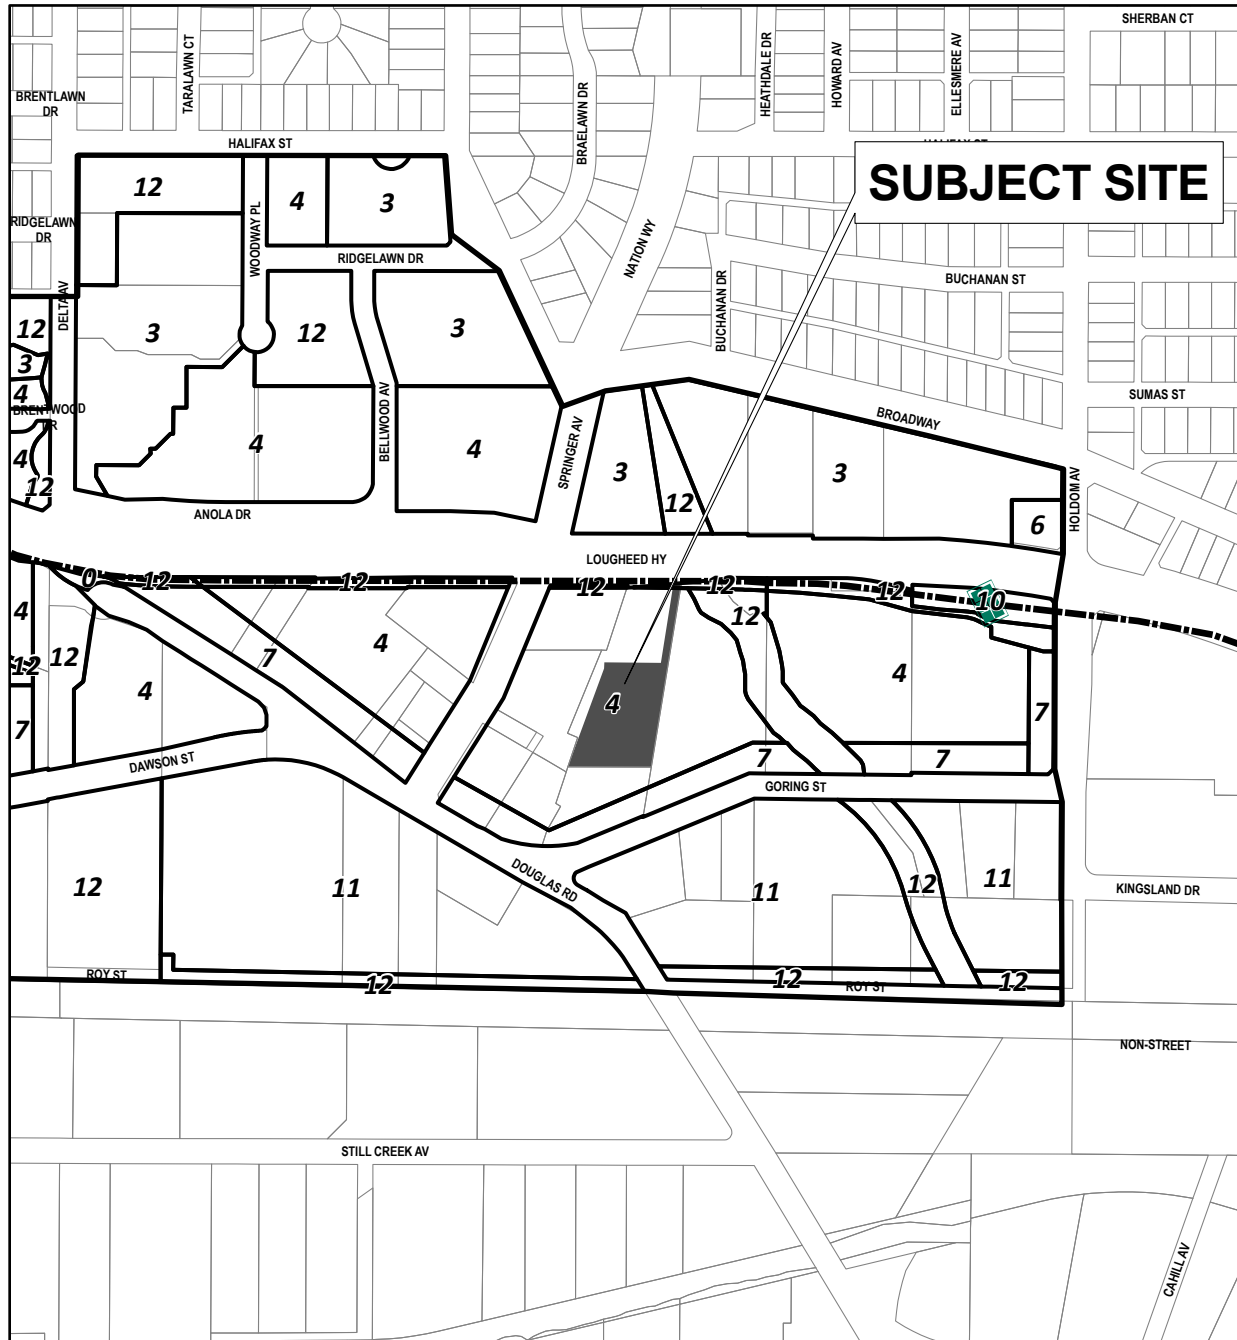 SHERBAN CT
BRENTLAWN
DR
TARALAWN CT
BRAELAWN DR
HEATHDALE DR
HOWARD AV
ELLESMERE AV
HALIFAX ST
SUBJECT SITE
12
4
3
RIDGELAWN
DR
WOODWAY PL
RIDGELAWN DR
NATION WY
BUCHANAN DR
BUCHANAN ST
DELTA AV
12
3
12
3
3
4
BRENTWOOD
DR
SUMAS ST
BROADWAY
BELLWOOD AV
4
4
4
SPRINGER AV
3
3
12
12
HOLDOM AV
6
ANOLA DR
LOUGHEED HY
0
12
12
12
12
12
10
4
12
12
7
4
12
4
4
4
7
7
7
7
DAWSON ST
GORING ST
12
11
DOUGLAS RD
11
12
11
KINGSLAND DR
ROY ST
12
12
ROY ST
12
NON-STREET
STILL CREEK AV
CAHILL AV